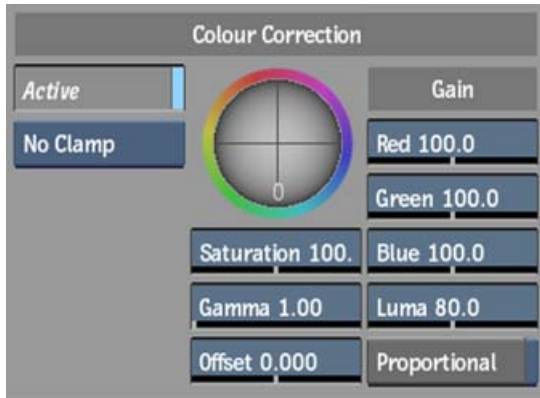 Colour Correction
Active
Gain
No Clamp
Red 100.0
0
Green 100.0
Saturation 100.
Blue 100.0
Gamma 1.00
Luma 80.0
Offset 0.000
Proportional